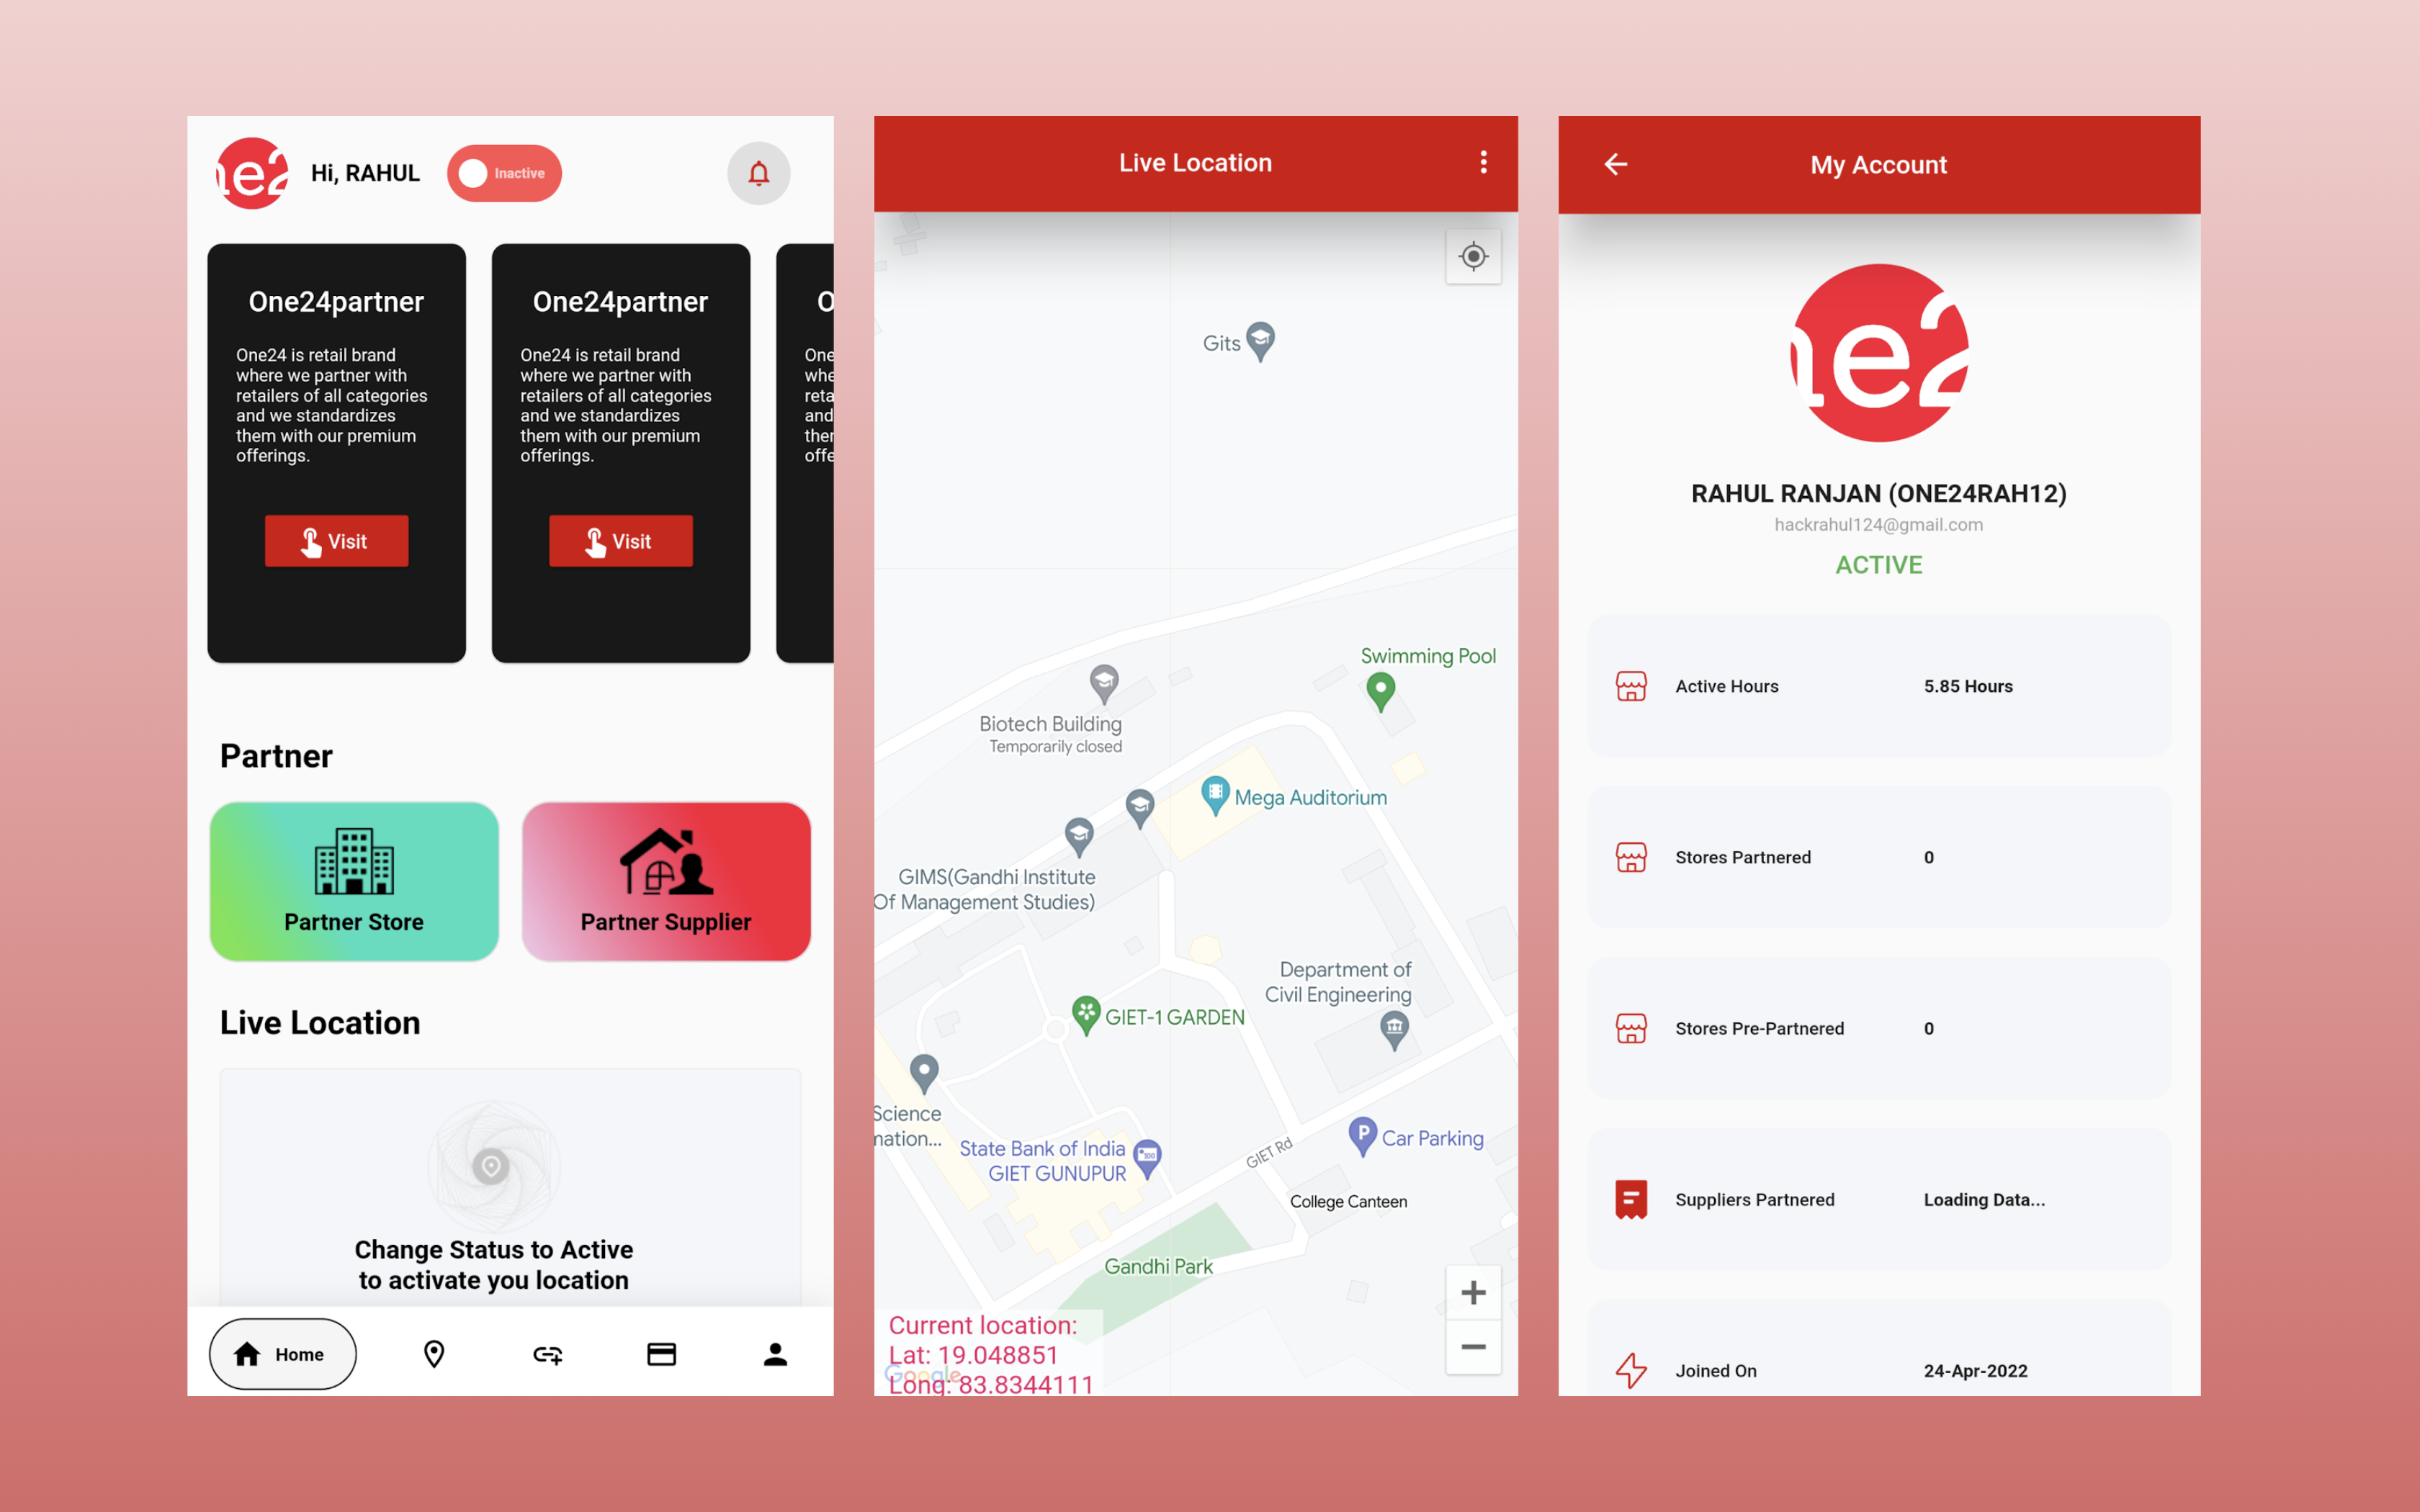 ne2
Hi, RAHUL
Inactive
One24partner
One24 is retail brand
where we partner with
retailers of all categories
and we standardizes
them with our premium
offerings.
Visit
One24partner
One24 is retail brand
where we partner with
retailers of all categories
and we standardizes
them with our premium
offerings.
Visit
O
One
whe
reta
and
ther
offe
Partner
Partner Store
Partner Supplier
Live Location
Change Status to Active
to activate you location
Home
Live Location
Gits
Swimming Pool
Biotech Building
Temporarily closed
Mega Auditorium
GIMS(Gandhi Institute
Of Management Studies)
Department of
Civil Engineering
GIET-1 GARDEN
Science
mation...
State Bank of India
GIET GUNUPUR
GIET Rd
P
Car Parking
College Canteen
Gandhi Park
Current location:
Lat: 19.048851
Google
Long: 83.8344111
My Account
ne2
RAHUL RANJAN (ONE24RAH12)
hackrahul124@gmail.com
ACTIVE
Active Hours 5.85 Hours
Stores Partnered 0
Stores Pre-Partnered 0
Suppliers Partnered Loading Data...
Joined On 24-Apr-2022